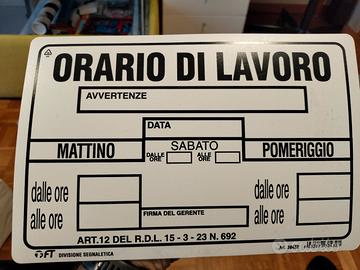 ORARIO DI LAVORO
AVVERTENZE
DATA
MATTINO
SABATO
DALLE ORE
ALLE ORE
POMERIGGIO
dalle ore
alle ore
dalle ore
alle ore
FIRMA DEL GERENTE
ART.12 DEL R.D.L. 15 - 3 - 23 N. 692
FT DIVISIONE SEGNALETICA